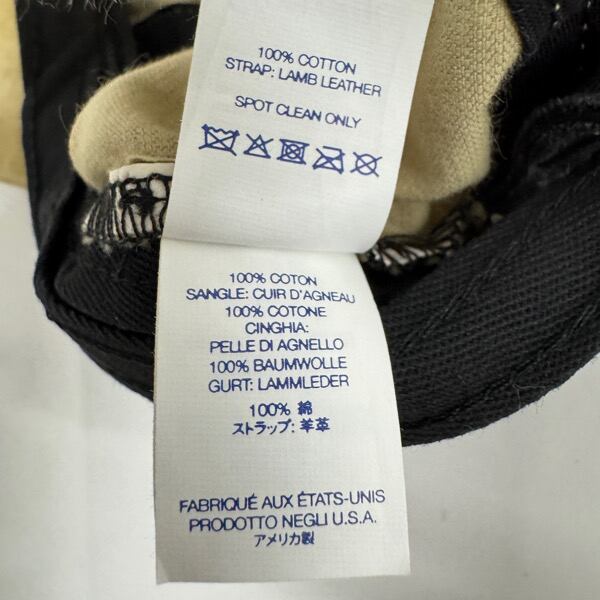 100% COTTON
STRAP: LAMB LEATHER
SPOT CLEAN ONLY
100% COTON
SANGLE: CUIR D'AGNEAU
100% COTONE
CINGHIA:
PELLE DI AGNELLO
100% BAUMWOLLE
GURT: LAMMLEDER
100% 綿
ストラップ: 羊革
FABRIQUÉ AUX ÉTATS-UNIS
PRODOTTO NEGLI U.S.A.
アメリカ製